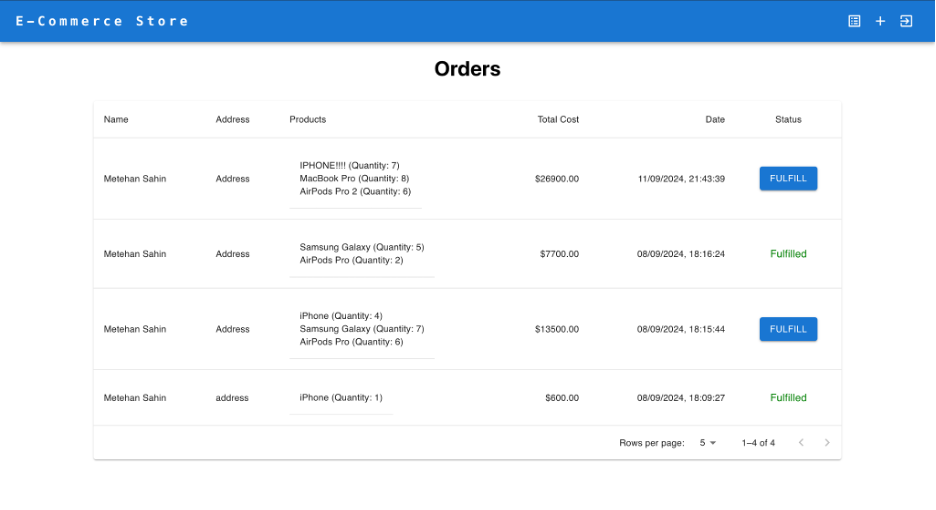 E-Commerce Store
Orders
Name Address Products Total Cost Date Status
IPHONE!!!! (Quantity: 7)
MacBook Pro (Quantity: 8)
AirPods Pro 2 (Quantity: 6)
Metehan Sahin Address $26900.00 11/09/2024, 21:43:39 FULFILL
Samsung Galaxy (Quantity: 5)
AirPods Pro (Quantity: 2)
Metehan Sahin Address $7700.00 08/09/2024, 18:16:24 Fulfilled
iPhone (Quantity: 4)
Samsung Galaxy (Quantity: 7)
AirPods Pro (Quantity: 6)
Metehan Sahin Address $13500.00 08/09/2024, 18:15:44 FULFILL
Metehan Sahin address iPhone (Quantity: 1) $600.00 08/09/2024, 18:09:27 Fulfilled
Rows per page: 5 1–4 of 4